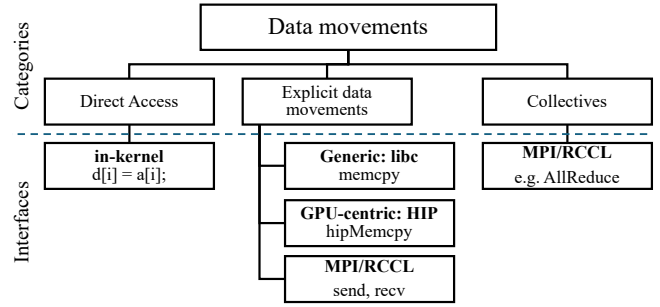 Data movements
Categories
Direct Access
Explicit data
movements
Collectives
Interfaces
in-kernel
d[i] = a[i];
Generic: libc
memcpy
GPU-centric: HIP
hipMemcpy
MPI/RCCL
send, recv
MPI/RCCL
e.g. AllReduce